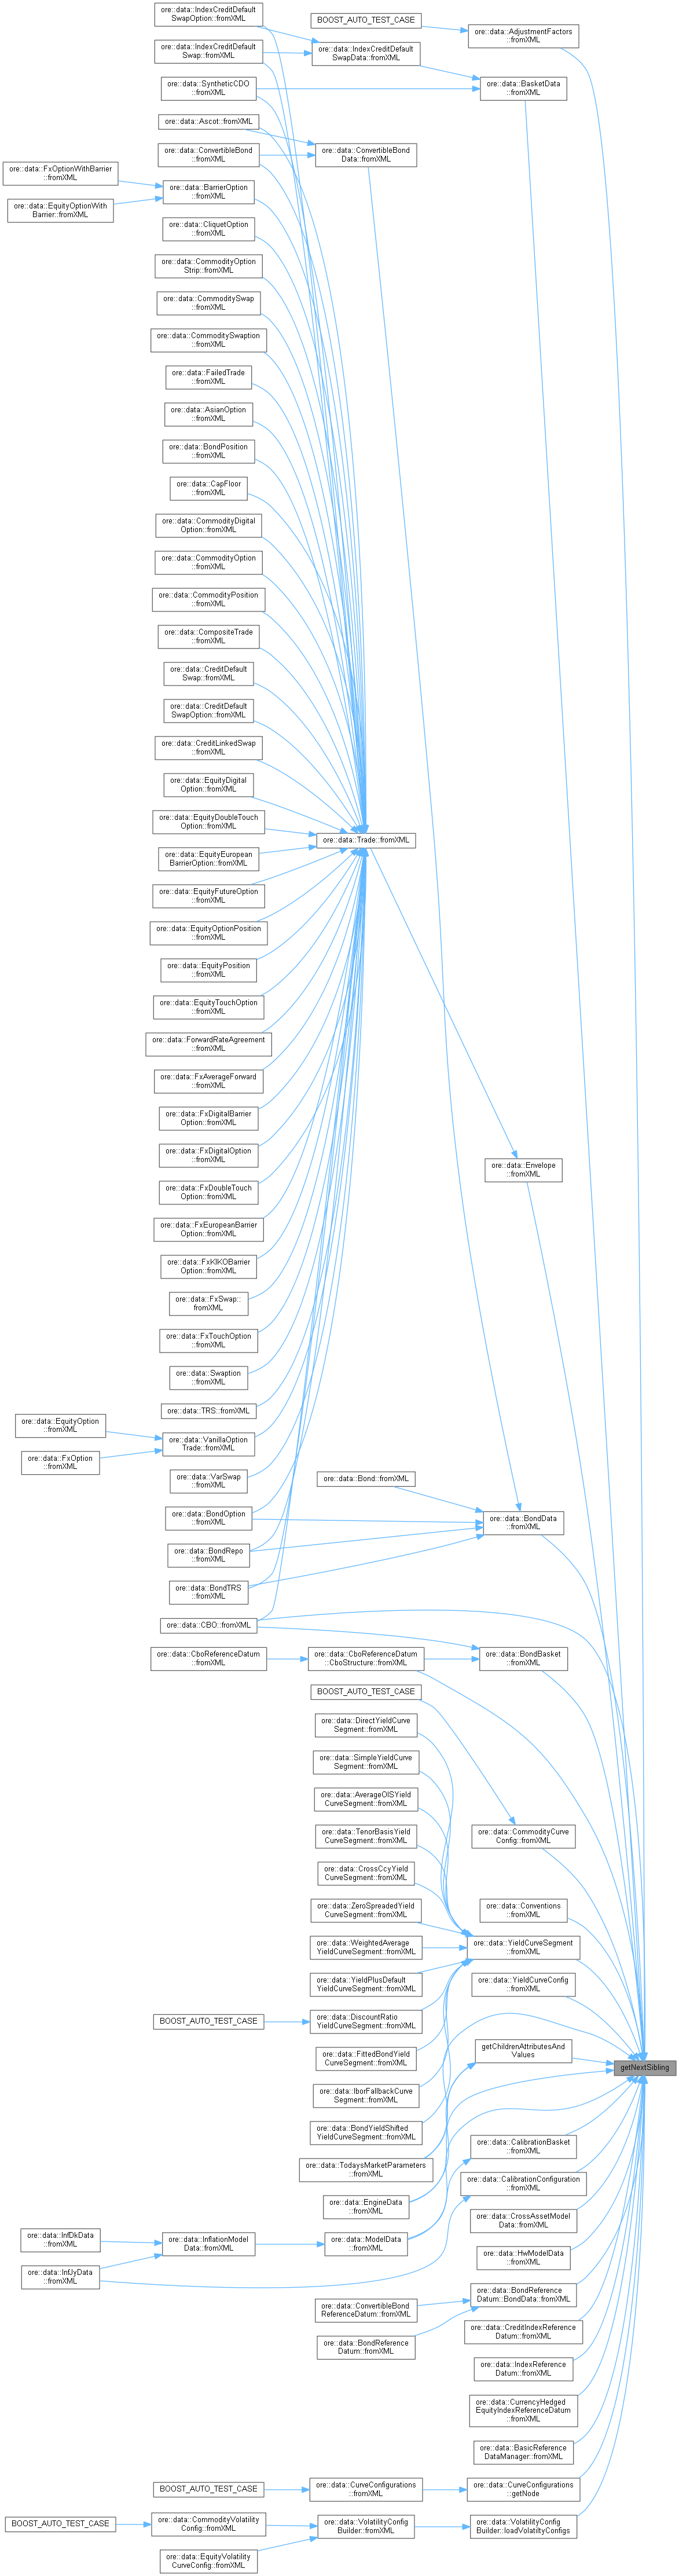 ore::data::IndexCreditDefault
SwapOption::fromXML
BOOST_AUTO_TEST_CASE
ore::data::AdjustmentFactors
::fromXML
ore::data::IndexCreditDefault
Swap::fromXML
ore::data::IndexCreditDefault
SwapData::fromXML
ore::data::SyntheticCDO
::fromXML
ore::data::BasketData
::fromXML
ore::data::Ascot::fromXML
ore::data::ConvertibleBond
::fromXML
ore::data::ConvertibleBond
Data::fromXML
ore::data::FxOptionWithBarrier
::fromXML
ore::data::EquityOptionWith
Barrier::fromXML
ore::data::BarrierOption
::fromXML
ore::data::CliquetOption
::fromXML
ore::data::CommodityOption
Strip::fromXML
ore::data::CommoditySwap
::fromXML
ore::data::CommoditySwaption
::fromXML
ore::data::FailedTrade
::fromXML
ore::data::AsianOption
::fromXML
ore::data::BondPosition
::fromXML
ore::data::CapFloor
::fromXML
ore::data::CommodityDigital
Option::fromXML
ore::data::CommodityOption
::fromXML
ore::data::CommodityPosition
::fromXML
ore::data::CompositeTrade
::fromXML
ore::data::CreditDefault
Swap::fromXML
ore::data::CreditDefault
SwapOption::fromXML
ore::data::CreditLinkedSwap
::fromXML
ore::data::EquityDigital
Option::fromXML
ore::data::EquityDoubleTouch
Option::fromXML
ore::data::Trade::fromXML
ore::data::EquityEuropean
BarrierOption::fromXML
ore::data::EquityFutureOption
::fromXML
ore::data::EquityOptionPosition
::fromXML
ore::data::EquityPosition
::fromXML
ore::data::EquityTouchOption
::fromXML
ore::data::ForwardRateAgreement
::fromXML
ore::data::FxAverageForward
::fromXML
ore::data::FxDigitalBarrier
Option::fromXML
ore::data::FxDigitalOption
::fromXML
ore::data::Envelope
::fromXML
ore::data::FxDoubleTouch
Option::fromXML
ore::data::FxEuropeanBarrier
Option::fromXML
ore::data::FxKIKOBarrier
Option::fromXML
ore::data::FxSwap::
fromXML
ore::data::FxTouchOption
::fromXML
ore::data::Swaption
::fromXML
ore::data::TRS::fromXML
ore::data::EquityOption
::fromXML
ore::data::FxOption
::fromXML
ore::data::VanillaOption
Trade::fromXML
ore::data::VarSwap
::fromXML
ore::data::Bond::fromXML
ore::data::BondOption
::fromXML
ore::data::BondData
::fromXML
ore::data::BondRepo
::fromXML
ore::data::BondTRS
::fromXML
ore::data::CBO::fromXML
ore::data::CboReferenceDatum
::fromXML
ore::data::CboReferenceDatum
::CboStructure::fromXML
ore::data::BondBasket
::fromXML
BOOST_AUTO_TEST_CASE
ore::data::DirectYieldCurve
Segment::fromXML
ore::data::SimpleYieldCurve
Segment::fromXML
ore::data::AverageOISYield
CurveSegment::fromXML
ore::data::TenorBasisYield
CurveSegment::fromXML
ore::data::CommodityCurve
Config::fromXML
ore::data::CrossCcyYield
CurveSegment::fromXML
ore::data::ZeroSpreadedYield
CurveSegment::fromXML
ore::data::Conventions
::fromXML
ore::data::WeightedAverage
YieldCurveSegment::fromXML
ore::data::YieldCurveSegment
::fromXML
ore::data::YieldPlusDefault
YieldCurveSegment::fromXML
ore::data::YieldCurveConfig
::fromXML
BOOST_AUTO_TEST_CASE
ore::data::DiscountRatio
YieldCurveSegment::fromXML
ore::data::FittedBondYield
CurveSegment::fromXML
getChildrenAttributesAnd
Values
getNextSibling
ore::data::IborFallbackCurve
Segment::fromXML
ore::data::BondYieldShifted
YieldCurveSegment::fromXML
ore::data::CalibrationBasket
::fromXML
ore::data::TodaysMarketParameters
::fromXML
ore::data::CalibrationConfiguration
::fromXML
ore::data::EngineData
::fromXML
ore::data::CrossAssetModel
Data::fromXML
ore::data::InfDkData
::fromXML
ore::data::InfJyData
::fromXML
ore::data::InflationModel
Data::fromXML
ore::data::ModelData
::fromXML
ore::data::HwModelData
::fromXML
ore::data::ConvertibleBond
ReferenceDatum::fromXML
ore::data::BondReference
Datum::BondData::fromXML
ore::data::BondReference
Datum::fromXML
ore::data::CreditIndexReference
Datum::fromXML
ore::data::IndexReference
Datum::fromXML
ore::data::CurrencyHedged
EquityIndexReferenceDatum
::fromXML
ore::data::BasicReference
DataManager::fromXML
BOOST_AUTO_TEST_CASE
ore::data::CurveConfigurations
::fromXML
ore::data::CurveConfigurations
::getNode
BOOST_AUTO_TEST_CASE
ore::data::CommodityVolatility
Config::fromXML
ore::data::VolatilityConfig
Builder::fromXML
ore::data::VolatilityConfig
Builder::loadVolatiltyConfigs
ore::data::EquityVolatility
CurveConfig::fromXML